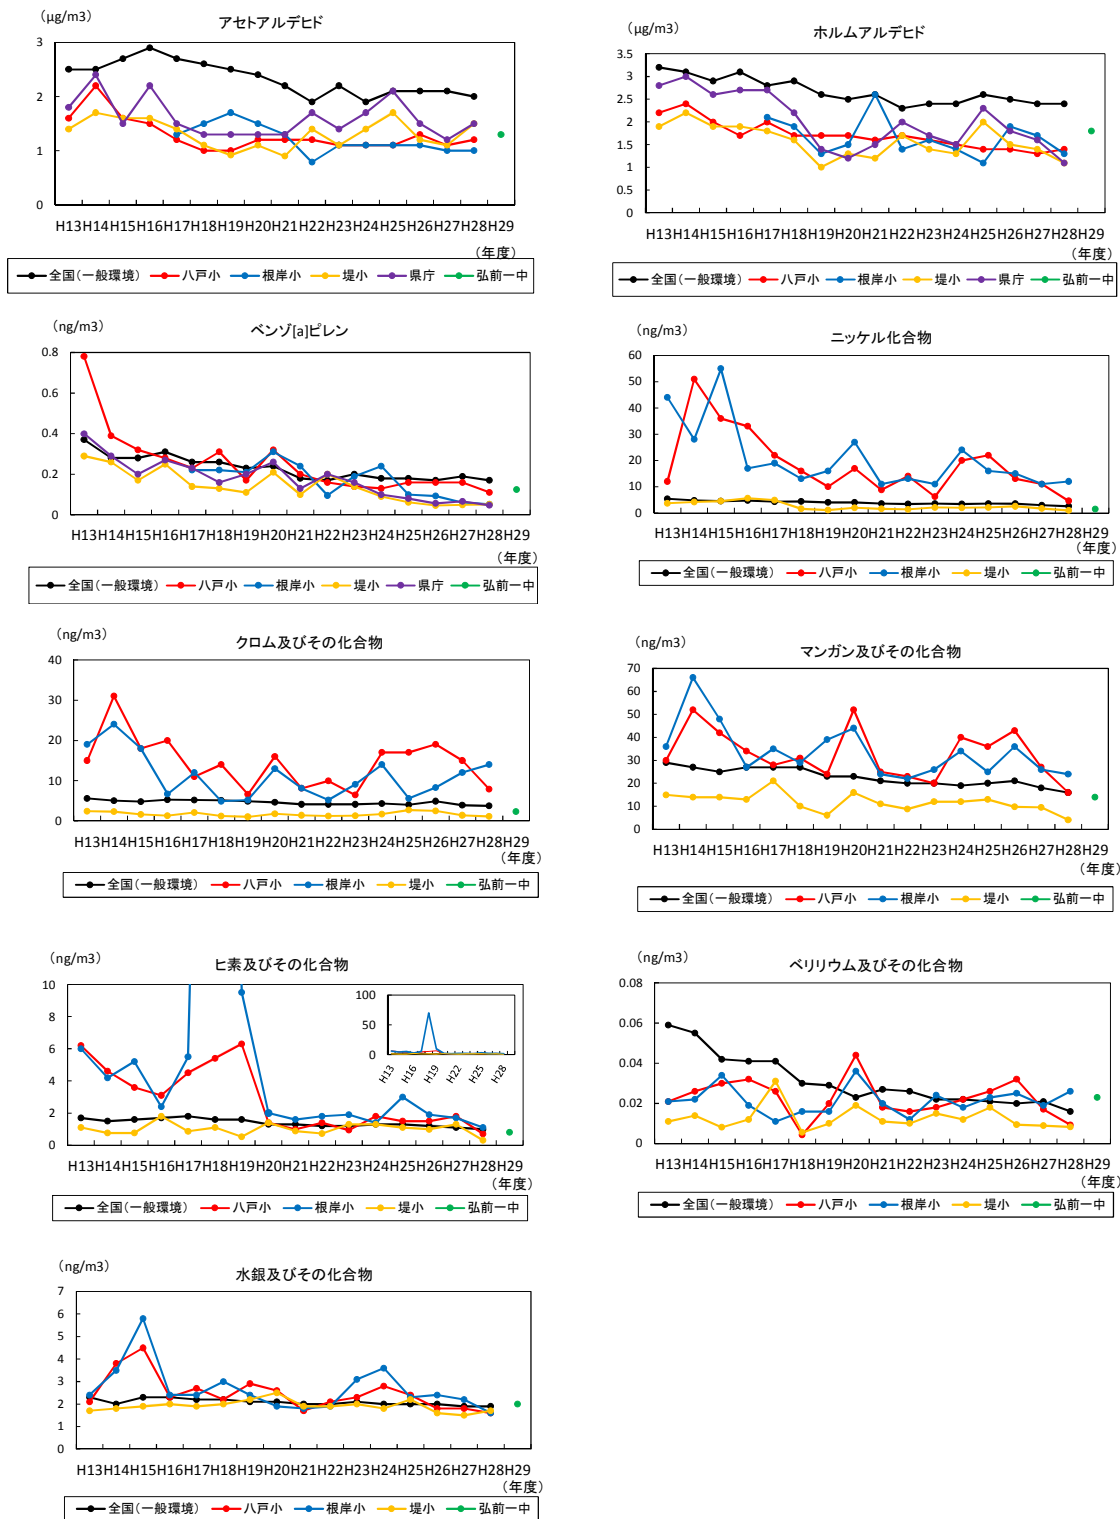 （μg/m3）
アセトアルデヒド
3
2
1
0
H13H14H15H16H17H18H19H20H21H22H23H24H25H26H27H28H29
（年度）
全国（一般環境） 八戸小 根岸小 堤小 県庁 弘前一中
（μg/m3）
ホルムアルデヒド
3.5
3
2.5
2
1.5
1
0.5
0
H13H14H15H16H17H18H19H20H21H22H23H24H25H26H27H28H29
（年度）
全国（一般環境） 八戸小 根岸小 堤小 県庁 弘前一中
（ng/m3）
ベンゾ[a]ピレン
0.8
0.6
0.4
0.2
0
H13H14H15H16H17H18H19H20H21H22H23H24H25H26H27H28H29
（年度）
全国（一般環境） 八戸小 根岸小 堤小 県庁 弘前一中
（ng/m3）
ニッケル化合物
60
50
40
30
20
10
0
H13H14H15H16H17H18H19H20H21H22H23H24H25H26H27H28H29
（年度）
全国（一般環境） 八戸小 根岸小 堤小 弘前一中
（ng/m3）
クロム及びその化合物
40
30
20
10
0
H13H14H15H16H17H18H19H20H21H22H23H24H25H26H27H28H29
（年度）
全国（一般環境） 八戸小 根岸小 堤小 弘前一中
（ng/m3）
マンガン及びその化合物
70
60
50
40
30
20
10
0
H13H14H15H16H17H18H19H20H21H22H23H24H25H26H27H28H29
（年度）
全国（一般環境） 八戸小 根岸小 堤小 弘前一中
（ng/m3）
ヒ素及びその化合物
10
8
6
4
2
0
100
50
0
H13 H16 H19 H22 H25 H28
H13H14H15H16H17H18H19H20H21H22H23H24H25H26H27H28H29
（年度）
全国（一般環境） 八戸小 根岸小 堤小 弘前一中
（ng/m3）
ベリリウム及びその化合物
0.08
0.06
0.04
0.02
0
H13H14H15H16H17H18H19H20H21H22H23H24H25H26H27H28H29
（年度）
全国（一般環境） 八戸小 根岸小 堤小 弘前一中
（ng/m3）
水銀及びその化合物
7
6
5
4
3
2
1
0
H13H14H15H16H17H18H19H20H21H22H23H24H25H26H27H28H29
（年度）
全国（一般環境） 八戸小 根岸小 堤小 弘前一中